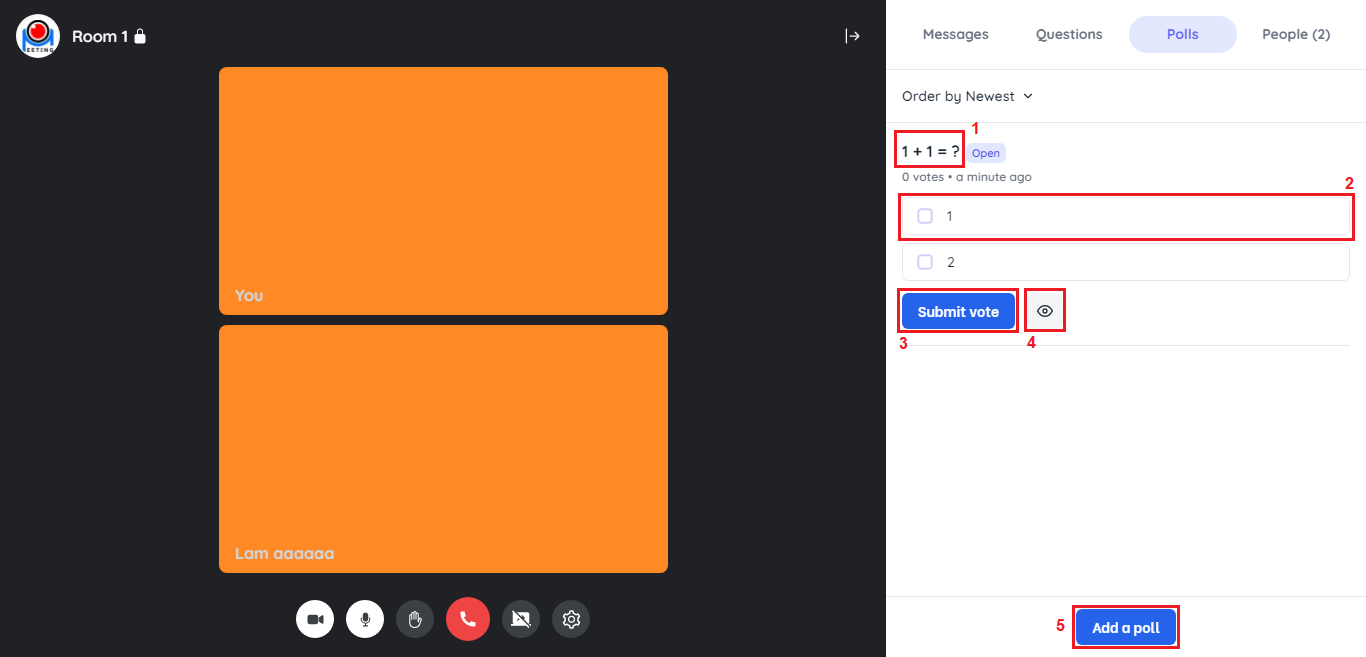 EETING
Room 1
You
Lam aaaaaa
Messages
Questions
Polls
People (2)
Order by Newest
1
1 + 1 = ?
Open
0 votes • a minute ago
2
1
2
Submit vote
3
4
5
Add a poll